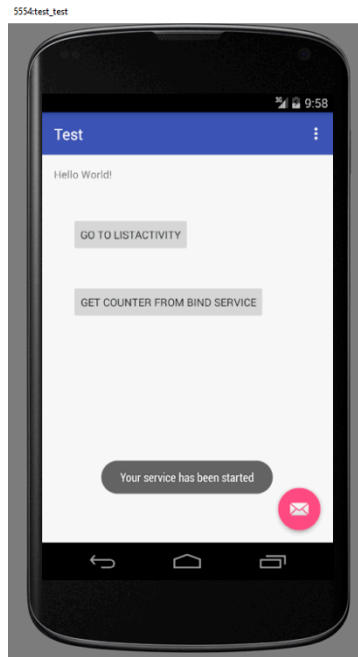 5554:test_test
9:58
Test
Hello World!
GO TO LISTACTIVITY
GET COUNTER FROM BIND SERVICE
Your service has been started